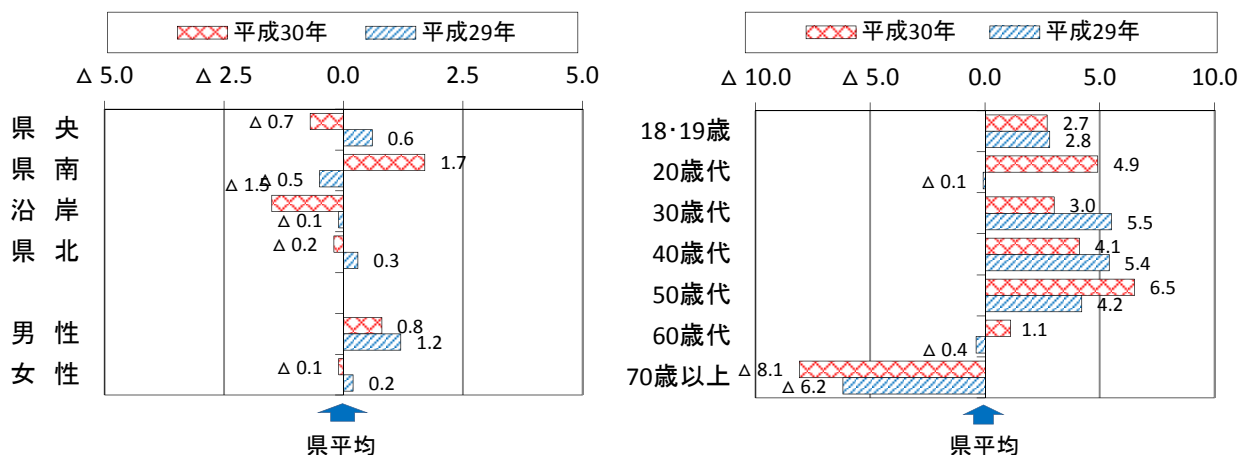 平成30年 平成29年
△ 5.0 △ 2.5 0.0 2.5 5.0
県 央 △ 0.7 0.6
県 南 1.7 △ 0.5
沿 岸 △ 1.5 △ 0.1
県 北 △ 0.2 0.3
男 性 0.8 1.2
女 性 △ 0.1 0.2
県平均
平成30年 平成29年
△ 10.0 △ 5.0 0.0 5.0 10.0
18･19歳 2.7 2.8
20歳代 4.9 △ 0.1
30歳代 3.0 5.5
40歳代 4.1 5.4
50歳代 6.5 4.2
60歳代 1.1 △ 0.4
70歳以上 △ 8.1 △ 6.2
県平均